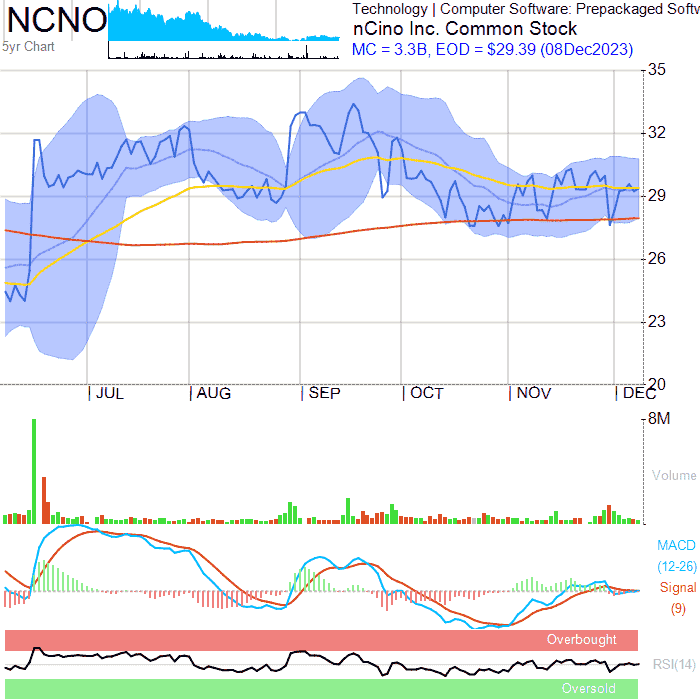 NCNO
5yr Chart
Technology | Computer Software: Prepackaged Softw
nCino Inc. Common Stock
MC = 3.3B, EOD = $29.39 (08Dec2023)
35
32
29
26
23
20
JUL
AUG
SEP
OCT
NOV
DEC
8M
Volume
MACD
(12-26)
Signal
(9)
Overbought
RSI(14)
Oversold